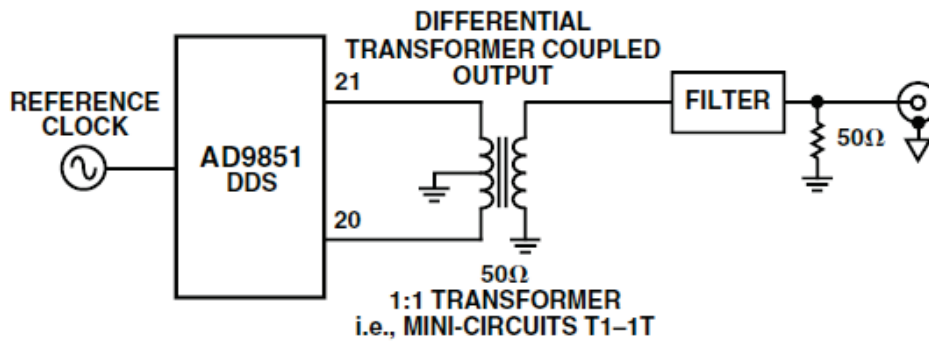 DIFFERENTIAL
TRANSFORMER COUPLED
OUTPUT
21
REFERENCE
CLOCK
AD9851
DDS
FILTER
50Ω
20
50Ω
1:1 TRANSFORMER
i.e., MINI-CIRCUITS T1–1T